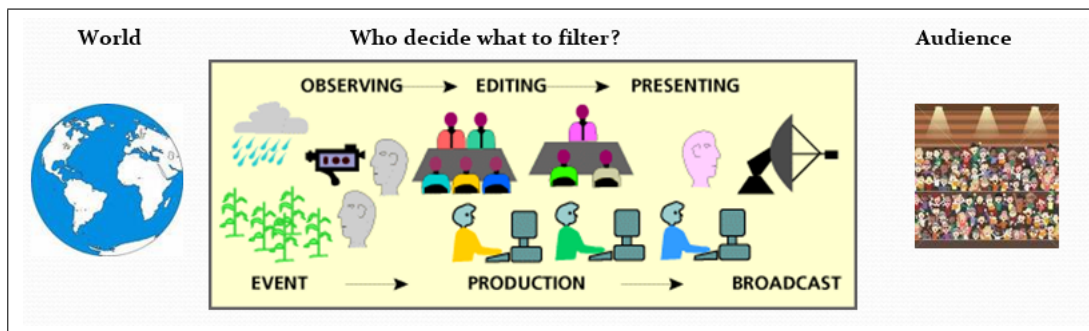 World
Who decide what to filter?
Audience
OBSERVING EDITING PRESENTING
EVENT PRODUCTION BROADCAST